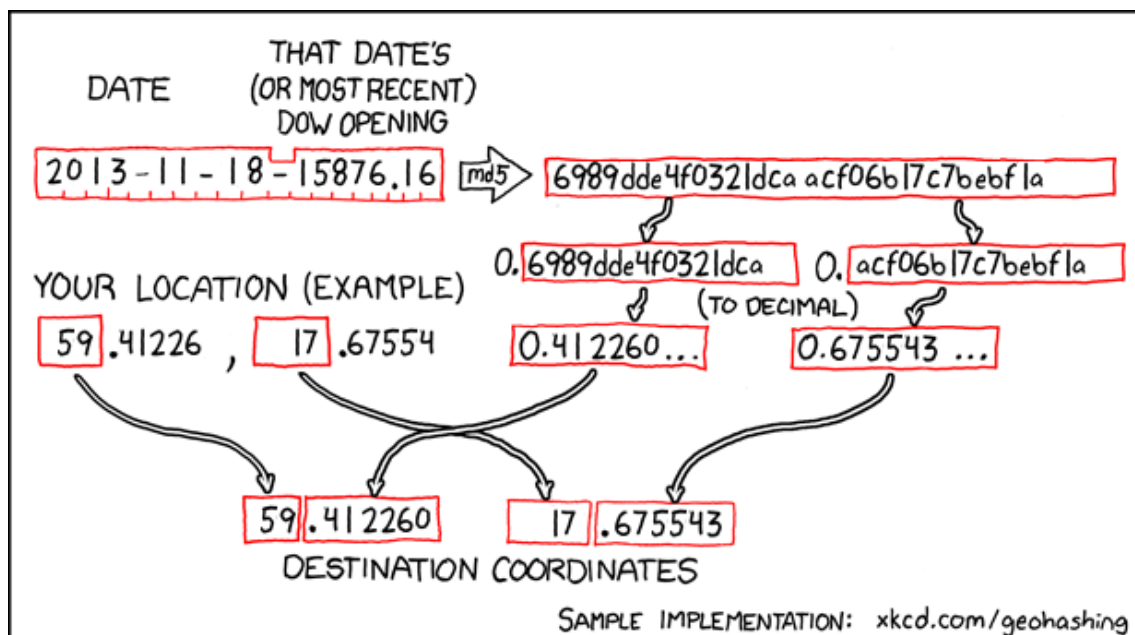 THAT DATE'S
DATE (OR MOST RECENT)
DOW OPENING
2013-11-18-15876.16 md5 6989dde4f0321dca acf06b17c7bebf1a
0.6989dde4f0321dca 0.acf06b17c7bebf1a
YOUR LOCATION (EXAMPLE) (TO DECIMAL)
59.41226, 17.67554 0.412260... 0.675543...
59.412260 17.675543
DESTINATION COORDINATES
SAMPLE IMPLEMENTATION: xkcd.com/geohashing